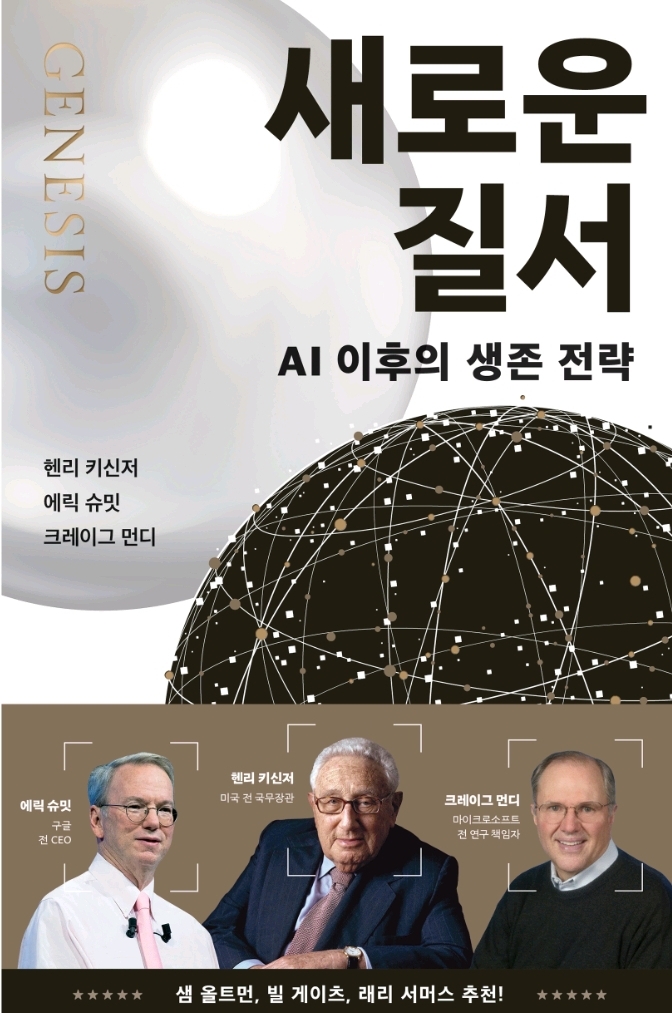 GENESIS
새로운
질서
AI 이후의 생존 전략
헨리 키신저
에릭 슈밋
크레이그 먼디
에릭 슈밋
구글
전 CEO
헨리 키신저
미국 전 국무장관
크레이그 먼디
마이크로소프트
전 연구 책임자
★★★★★ 샘 올트먼, 빌 게이츠, 래리 서머스 추천! ★★★★★